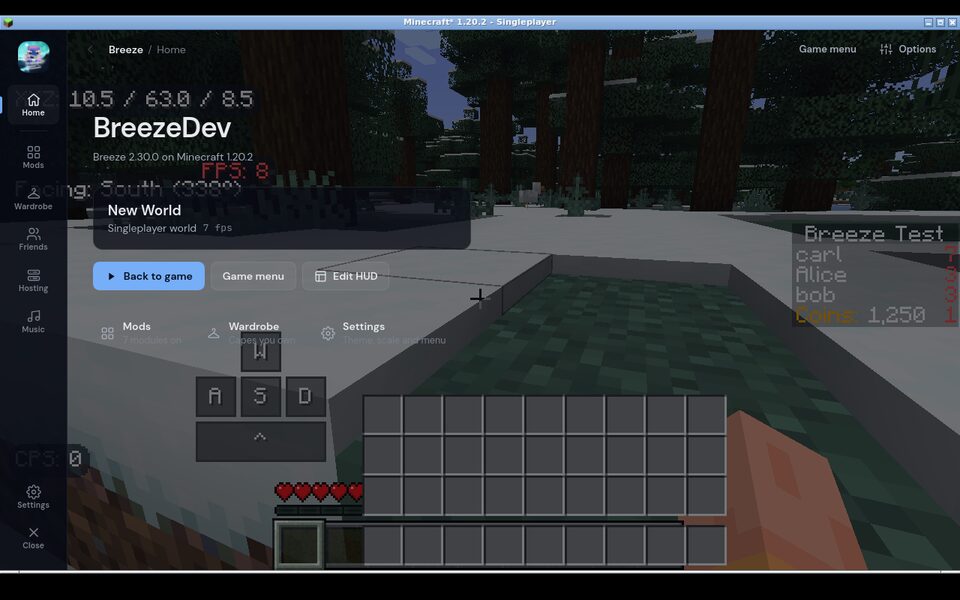 Minecraft* 1.20.2 - Singleplayer
Breeze / Home
Game menu
Options
10.5 / 63.0 / 8.5
Home
BreezeDev
Breeze 2.30.0 on Minecraft 1.20.2
FPS: 8
Mods
Facing: South (3389)
Wardrobe
New World
Singleplayer world 7 fps
Friends
Breeze Test
carl 7
Alice 3
bob 3
Coins: 1,250 1
Back to game
Game menu
Edit HUD
Hosting
Music
Mods
7 modules on
Wardrobe
Capes you own
Settings
Theme, scale and menu
W
A S D
^
CPS: 0
Settings
Close